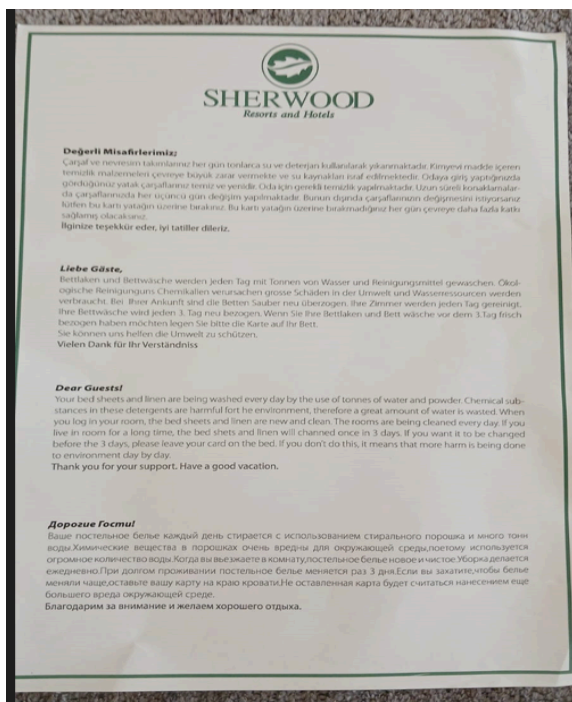 SHERWOOD
Resorts and Hotels
Değerli Misafirlerimiz;
Çarşaf ve nevresim takımlarınız her gün tonlarca su ve deterjan kullanılarak yıkanmaktadır. Kimyevi madde içeren
temizlik malzemeleri çevreye büyük zarar vermekte ve su kaynakları israf edilmektedir. Odaya giriş yaptığınızda
gördüğünüz yatak çarşaflarınız temiz ve yenidir. Oda için gerekli temizlik yapılmaktadır. Uzun süreli konaklamalar-
da çarşaflarınızda her üçüncü gün değişim yapılmaktadır. Bunun dışında çarşaflarınızın değişmesini istiyorsanız
lütfen bu kartı yatağın üzerine bırakınız. Bu kartı yatağın üzerine bırakmadığınız her gün çevreye daha fazla katkı
sağlamış olacaksınız.
İlginize teşekkür eder, iyi tatiller dileriz.
Liebe Gäste,
Bettlaken und Bettwäsche werden jeden Tag mit Tonnen von Wasser und Reinigungsmittel gewaschen. Ökol-
ogische Reinigunguns Chemikalien verursachen grosse Schäden in der Umwelt und Wasserressourcen werden
verbraucht. Bei Ihrer Ankunft sind die Betten Sauber neu überzogen. Ihre Zimmer werden jeden Tag gereinigt.
Ihre Bettwäsche wird jeden 3. Tag neu bezogen. Wenn Sie Ihre Bettlaken und Bett wäsche vor dem 3.Tag frisch
bezogen haben möchten legen Sie bitte die Karte auf Ihr Bett.
Sie können uns helfen die Umwelt zu schützen.
Vielen Dank für Ihr Verständniss
Dear Guests!
Your bed sheets and linen are being washed every day by the use of tonnes of water and powder. Chemical sub-
stances in these detergents are harmful fort he environment, therefore a great amount of water is wasted. When
you log in your room, the bed sheets and linen are new and clean. The rooms are being cleaned every day. If you
live in room for a long time, the bed shets and linen will channed once in 3 days. If you want it to be changed
before the 3 days, please leave your card on the bed. If you don't do this, it means that more harm is being done
to environment day by day.
Thank you for your support. Have a good vacation.
Дорогие Гости!
Ваше постельное белье каждый день стирается с использованием стирального порошка и много тонн
воды.Химические вещества в порошках очень вредны для окружающей среды,поетому используется
огромное количество воды.Когда вы вьезжаете в комнату,постельное белье новое и чистое.Уборка делается
ежедневно.При долгом проживании постельное белье меняется раз 3 дня.Если вы захатите,чтобы белье
меняли чаще,оставьте вашу карту на краю кровати.Не оставленная карта будет считаться нанесением еще
большего вреда окружающей среде.
Благодарим за внимание и желаем хорошего отдыха.